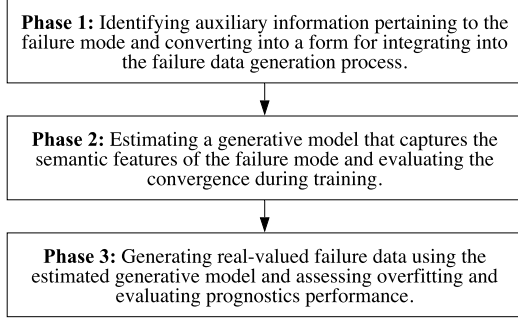 Phase 1: Identifying auxiliary information pertaining to the
failure mode and converting into a form for integrating into
the failure data generation process.
Phase 2: Estimating a generative model that captures the
semantic features of the failure mode and evaluating the
convergence during training.
Phase 3: Generating real-valued failure data using the
estimated generative model and assessing overfitting and
evaluating prognostics performance.